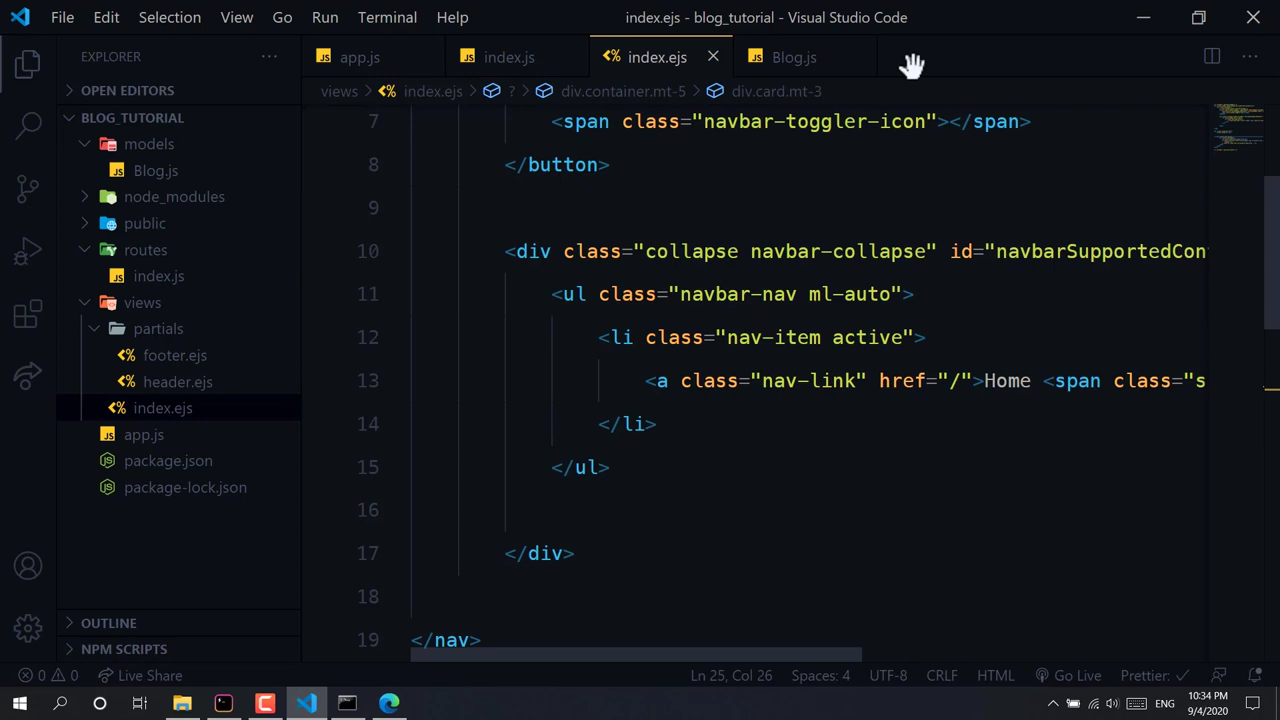 File Edit Selection View Go Run Terminal Help index.ejs - blog_tutorial - Visual Studio Code
EXPLORER
app.js index.js index.ejs Blog.js
OPEN EDITORS
views index.ejs ? div.container.mt-5 div.card.mt-3
BLOG_TUTORIAL
models
Blog.js
node_modules
public
routes
index.js
views
partials
footer.ejs
header.ejs
index.ejs
app.js
package.json
package-lock.json
OUTLINE
NPM SCRIPTS
7 <span class="navbar-toggler-icon"></span>
8 </button>
9
10 <div class="collapse navbar-collapse" id="navbarSupportedCon
11 <ul class="navbar-nav ml-auto">
12 <li class="nav-item active">
13 <a class="nav-link" href="/">Home <span class="s
14 </li>
15 </ul>
16
17 </div>
18
19 </nav>
0 0 Live Share Ln 25, Col 26 Spaces: 4 UTF-8 CRLF HTML Go Live Prettier: ✓
ENG 10:34 PM
9/4/2020